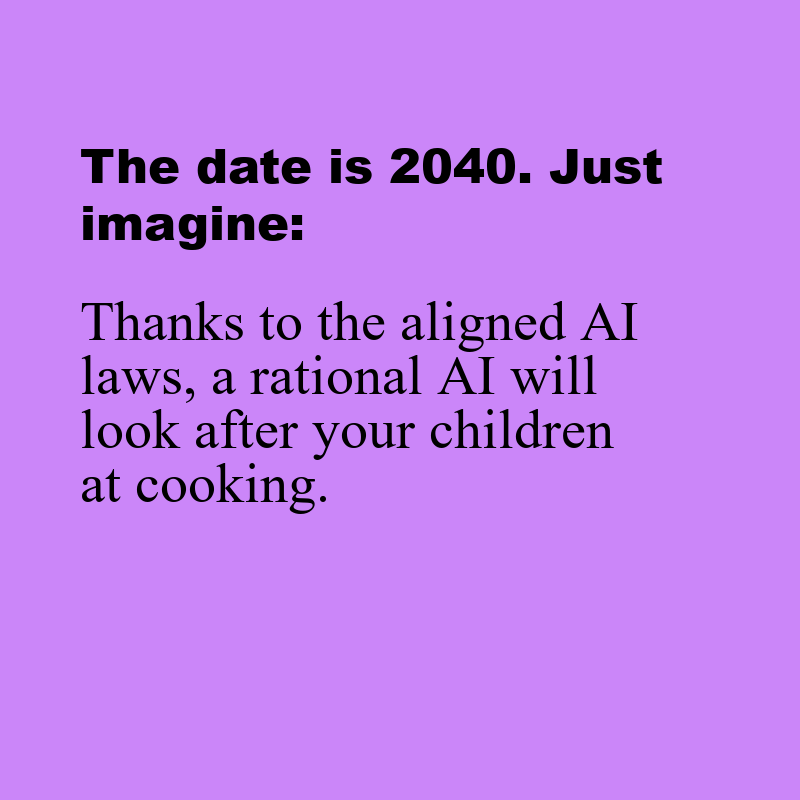 The date is 2040. Just
imagine:
Thanks to the aligned AI
laws, a rational AI will
look after your children
at cooking.